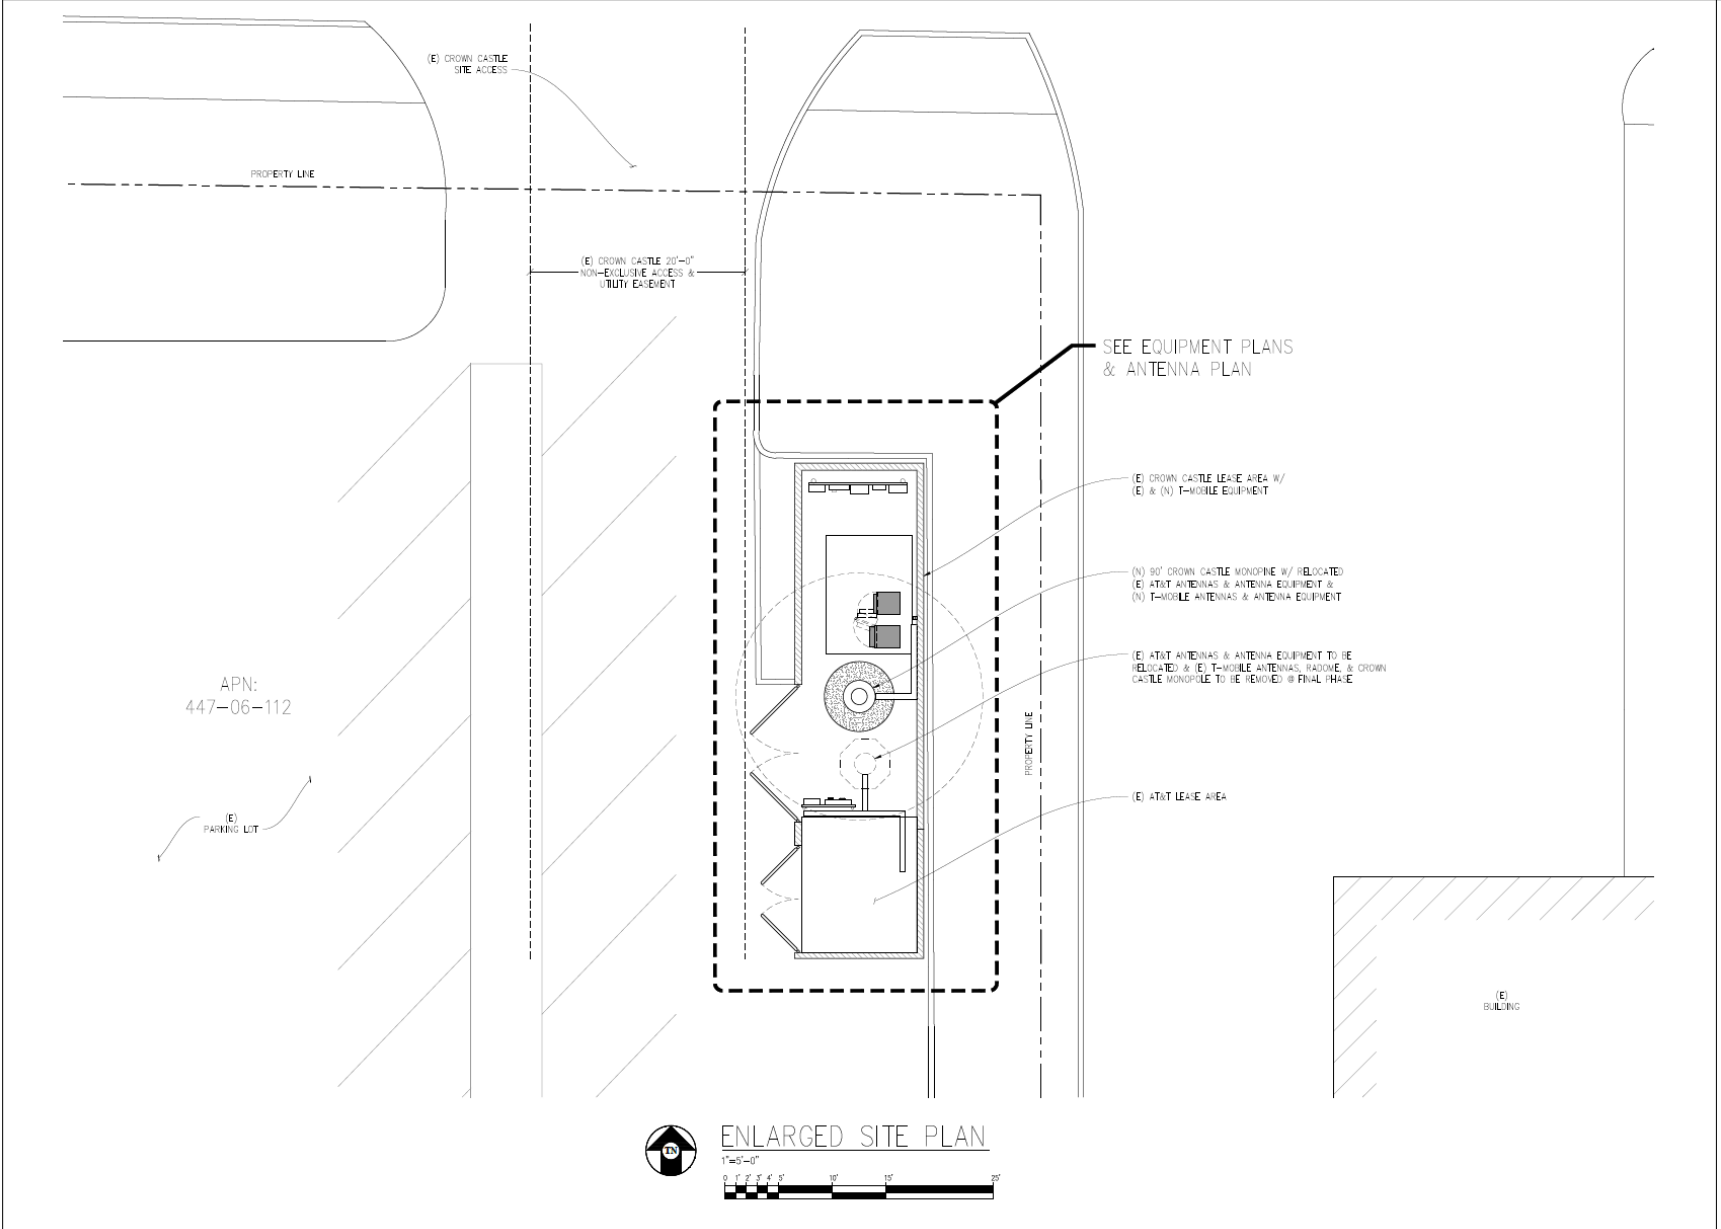 (E) CROWN CASTLE
SITE ACCESS
PROPERTY LINE
(E) CROWN CASTLE 20'-0"
NON-EXCLUSIVE ACCESS &
UTILITY EASEMENT
SEE EQUIPMENT PLANS
& ANTENNA PLAN
(E) CROWN CASTLE LEASE AREA W/
(E) & (N) T-MOBILE EQUIPMENT
(N) 90' CROWN CASTLE MONOPINE W/ RELOCATED
(E) AT&T ANTENNAS & ANTENNA EQUIPMENT &
(N) T-MOBILE ANTENNAS & ANTENNA EQUIPMENT
(E) AT&T ANTENNAS & ANTENNA EQUIPMENT TO BE
RELOCATED & (E) T-MOBILE ANTENNAS, RADOME, & CROWN
CASTLE MONOPOLE TO BE REMOVED @ FINAL PHASE
APN:
447-06-112
PROPERTY LINE
(E) AT&T LEASE AREA
(E)
PARKING LOT
(E)
BUILDING
TN
ENLARGED SITE PLAN
1"=5'-0"
0 1' 2' 3' 4' 5' 10' 15' 25'